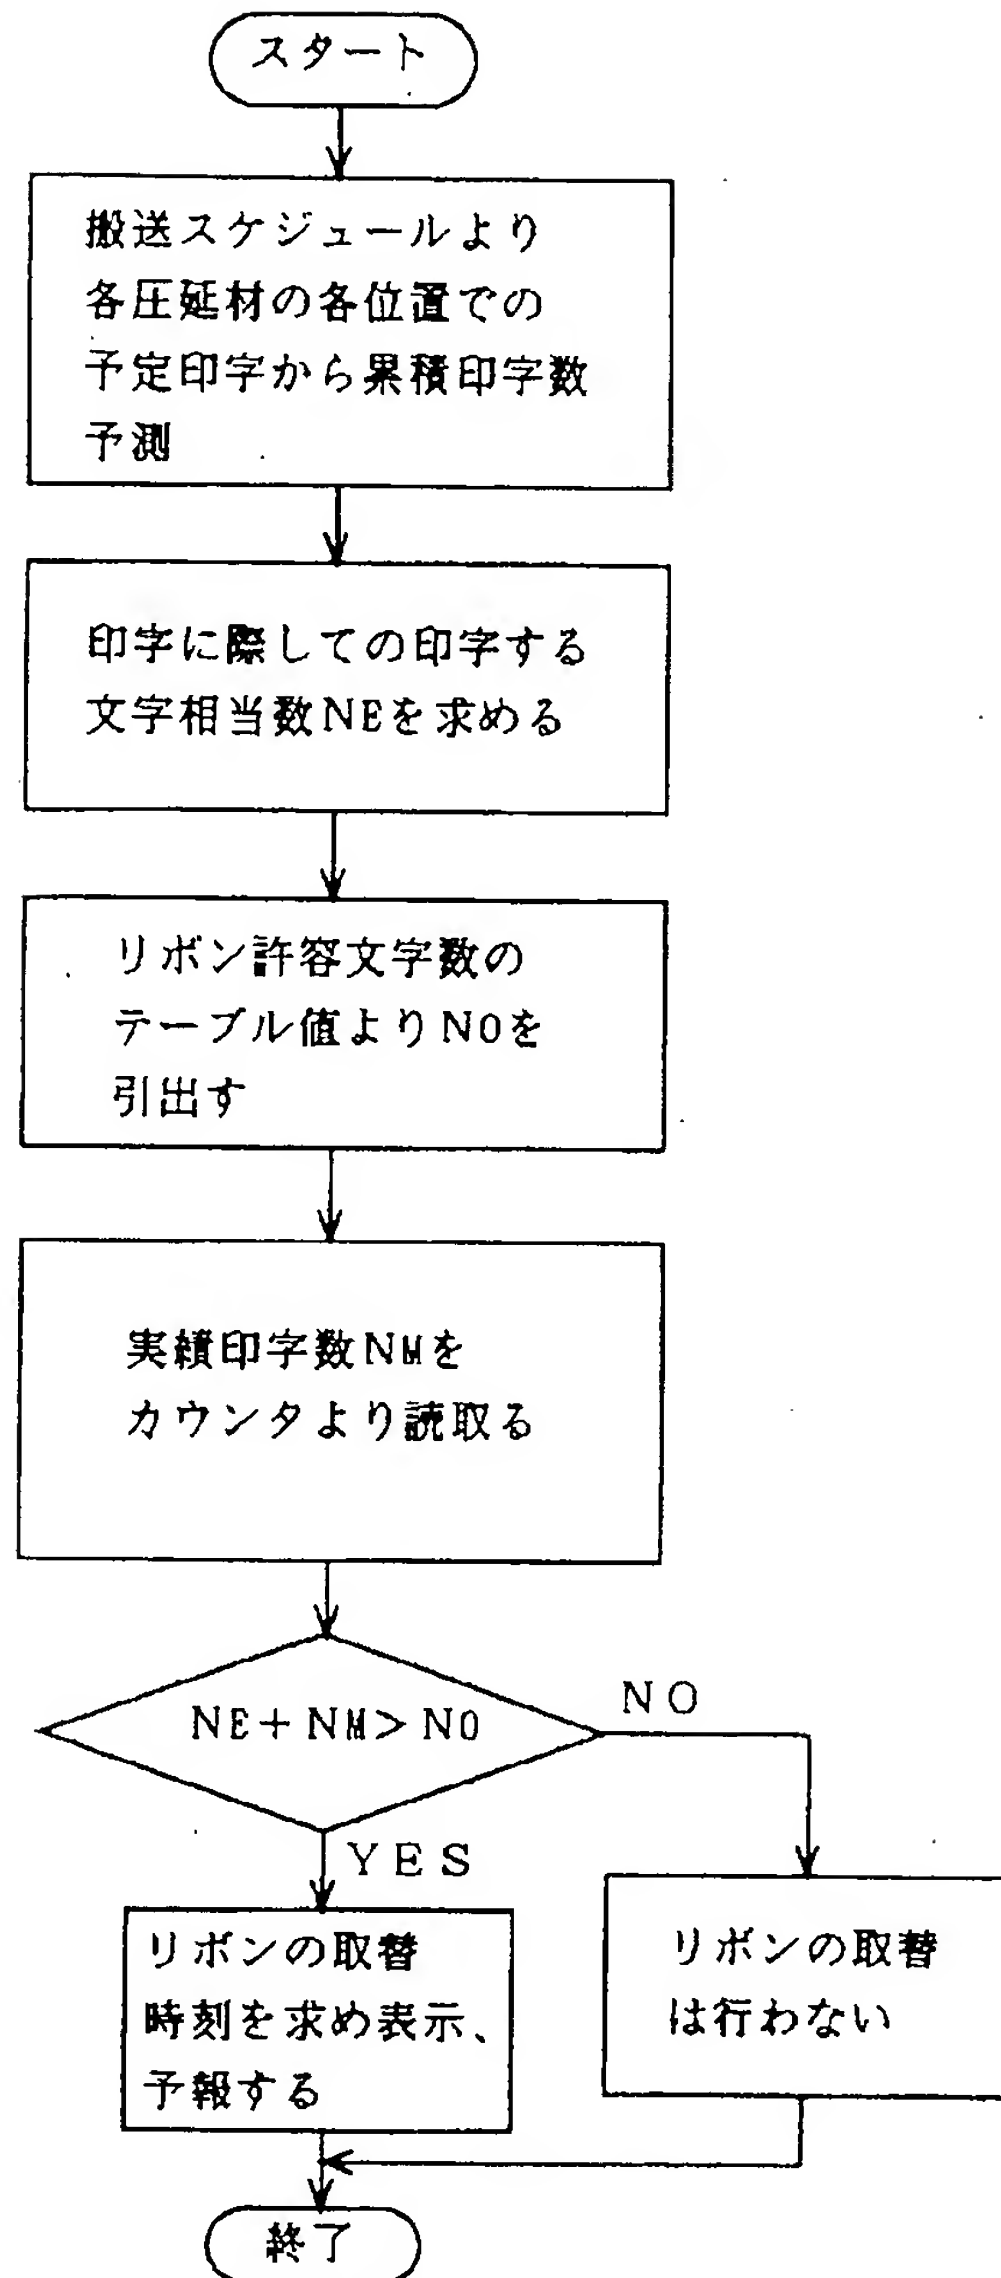 スタート
搬送スケジュールより
各圧延材の各位置での
予定印字から累積印字数
予測
印字に際しての印字する
文字相当数NEを求める
リボン許容文字数の
テーブル値よりN0を
引出す
実績印字数NMを
カウンタより読取る
NE+NM>N0
NO
YES
リボンの取替
時刻を求め表示、
予報する
リボンの取替
は行わない
終了